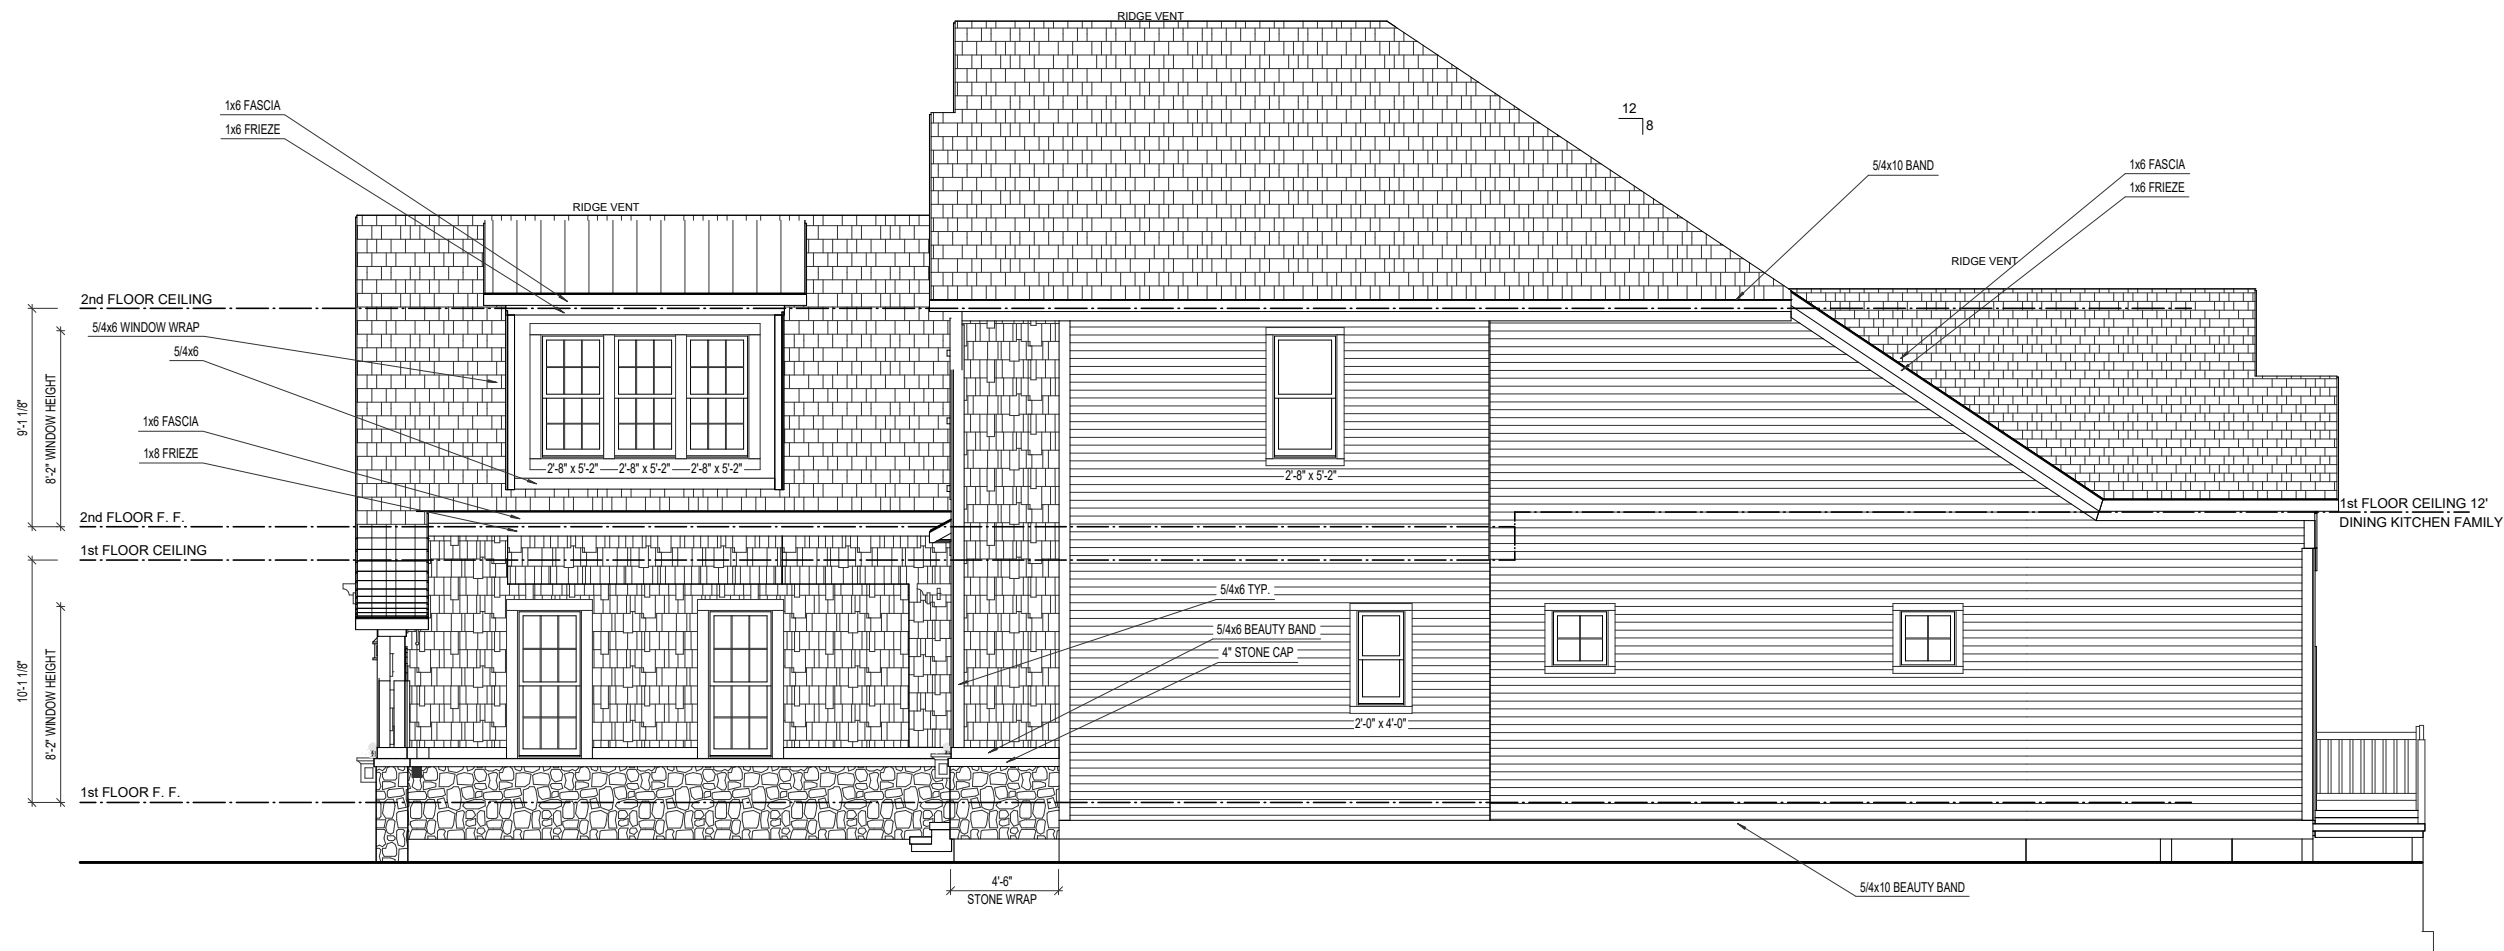 RIDGE VENT
1x6 FASCIA
1x6 FRIEZE
12
8
5/4x10 BAND
1x6 FASCIA
1x6 FRIEZE
RIDGE VENT
RIDGE VENT
2nd FLOOR CEILING
5/4x6 WINDOW WRAP
5/4x6
9'-1 1/8"
8'-2" WINDOW HEIGHT
1x6 FASCIA
1x8 FRIEZE
2'-8" x 5'-2"
2'-8" x 5'-2"
2'-8" x 5'-2"
2'-8" x 5'-2"
1st FLOOR CEILING 12'
DINING KITCHEN FAMILY
2nd FLOOR F. F.
1st FLOOR CEILING
5/4x6 TYP.
5/4x6 BEAUTY BAND
4" STONE CAP
10'-1 1/8"
8'-2" WINDOW HEIGHT
2'-0" x 4'-0"
1st FLOOR F. F.
4'-6"
STONE WRAP
5/4x10 BEAUTY BAND